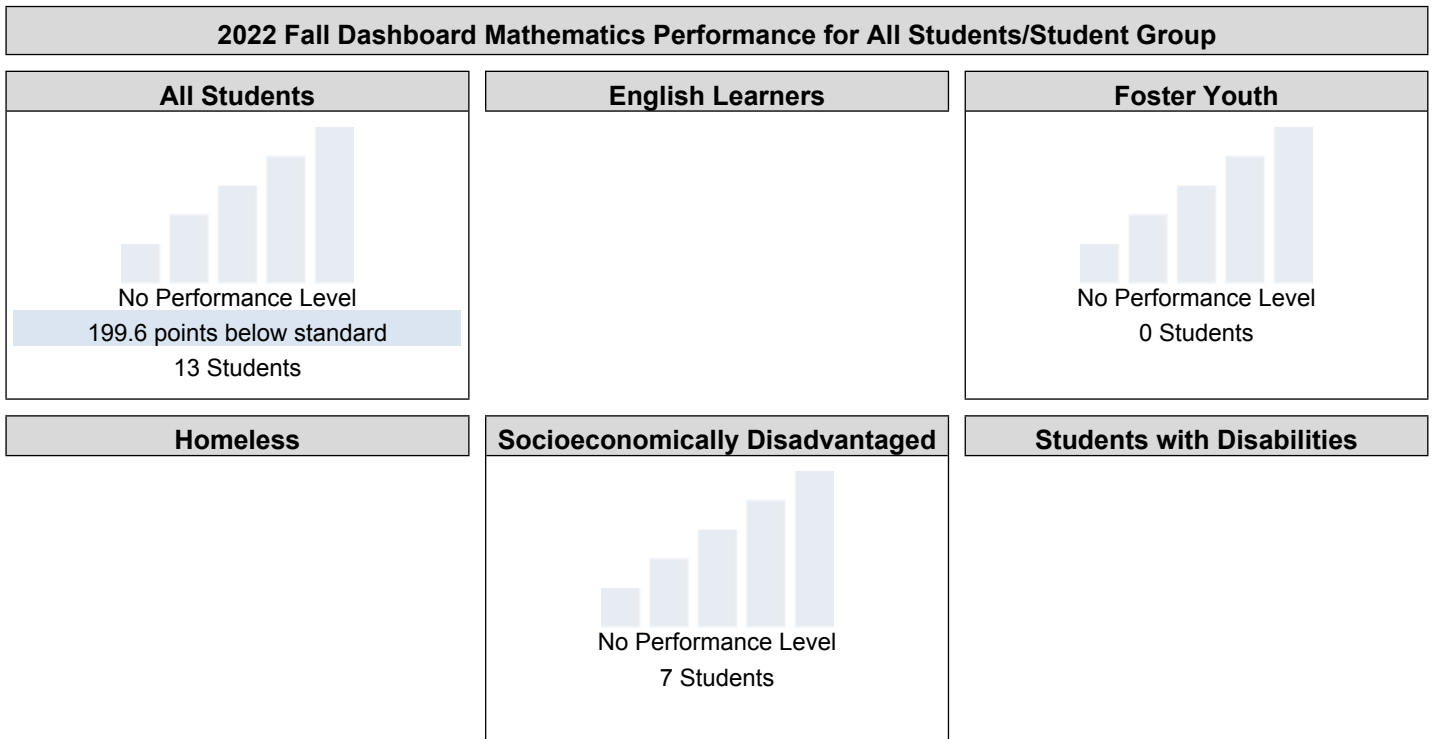 2022 Fall Dashboard Mathematics Performance for All Students/Student Group
All Students
No Performance Level
199.6 points below standard
13 Students
English Learners
Foster Youth
No Performance Level
0 Students
Homeless
Socioeconomically Disadvantaged
No Performance Level
7 Students
Students with Disabilities